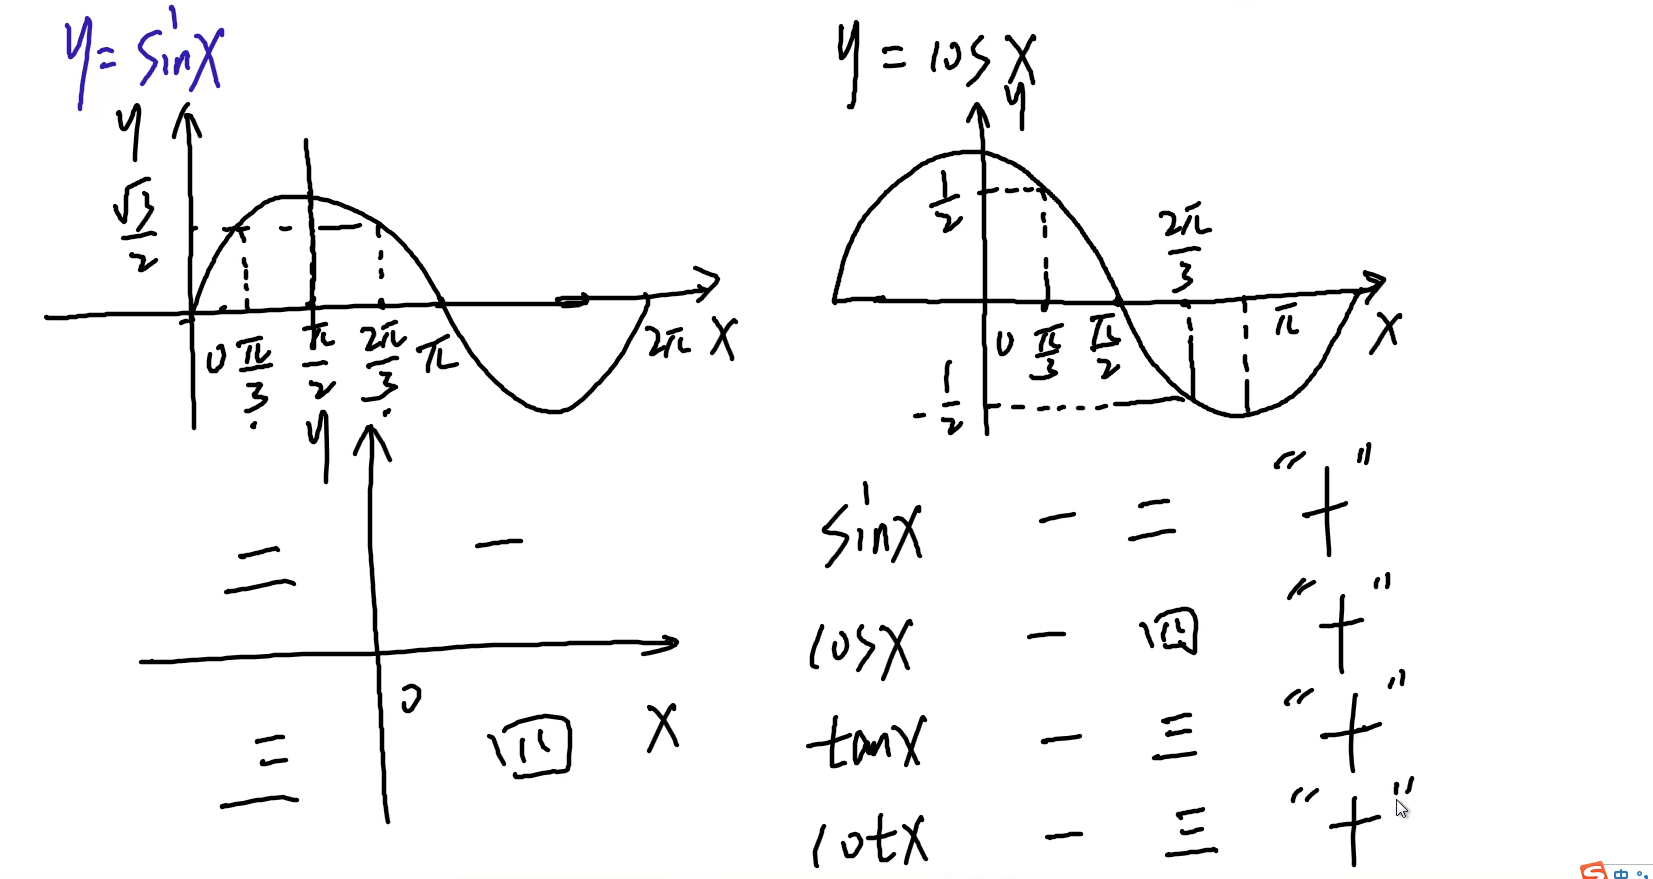 y = sinx
y
√3/2
0 π/3 π/2 2π/3 π 2π x
y = cosx
y
1/2
2π/3
0 π/3 π/2 π x
-1/2
y
二 一
0 x
三 四
sinx 一 二 “+”
cosx 一 四 “+”
tanx 一 三 “+”
cotx 一 三 “+”
中